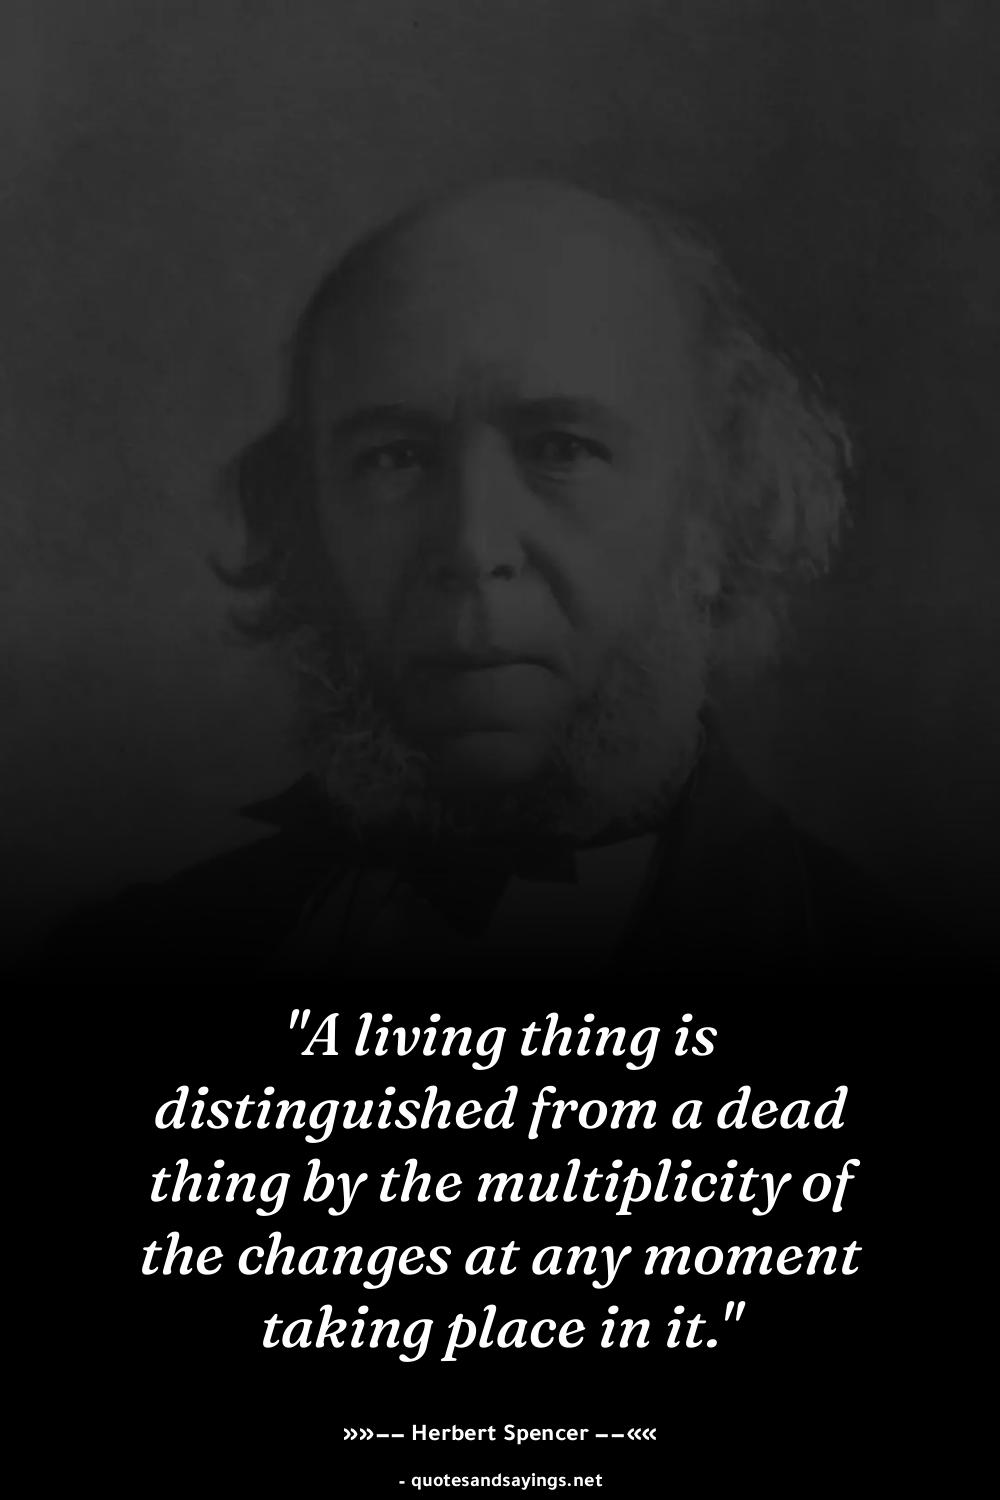 "A living thing is
distinguished from a dead
thing by the multiplicity of
the changes at any moment
taking place in it."
»»−− Herbert Spencer −−««
- quotesandsayings.net